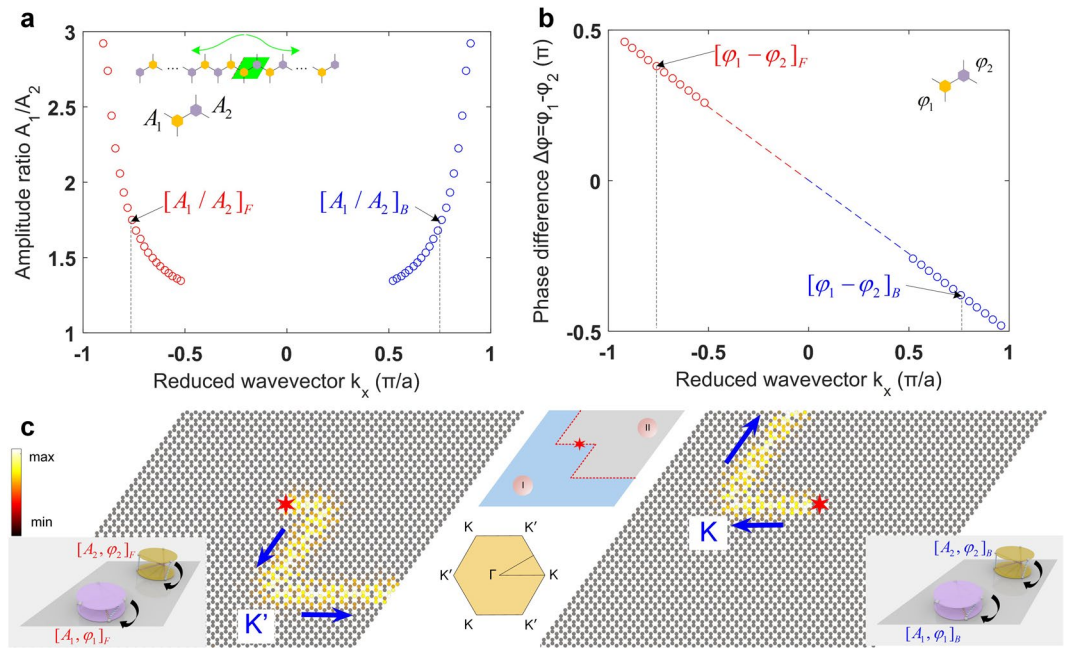 a
Amplitude ratio A1/A2
3
2.5
2
1.5
1
-1
-0.5
0
0.5
1
Reduced wavevector kx (π/a)
A1
A2
[A1 / A2]F
[A1 / A2]B
b
Phase difference Δφ=φ1-φ2 (π)
0.5
0
-0.5
-1
-0.5
0
0.5
1
Reduced wavevector kx (π/a)
[φ1 − φ2]F
[φ1 − φ2]B
φ1
φ2
c
max
min
[A2, φ2]F
[A1, φ1]F
K'
I
II
K
K'
K'
Γ
K
K
K'
K
[A2, φ2]B
[A1, φ1]B